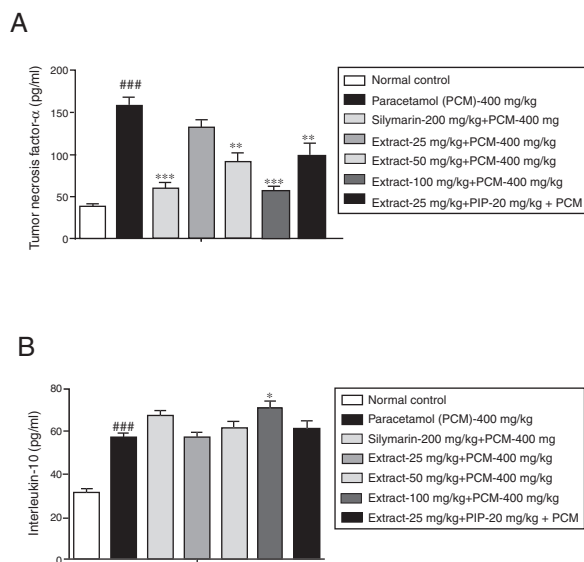 A
Tumor necrosis factor-α (pg/ml)
200
150
100
50
0
###
***
**
***
**
Normal control
Paracetamol (PCM)-400 mg/kg
Silymarin-200 mg/kg+PCM-400 mg
Extract-25 mg/kg+PCM-400 mg/kg
Extract-50 mg/kg+PCM-400 mg/kg
Extract-100 mg/kg+PCM-400 mg/kg
Extract-25 mg/kg+PIP-20 mg/kg + PCM
B
Interleukin-10 (pg/ml)
80
60
40
20
0
###
*
Normal control
Paracetamol (PCM)-400 mg/kg
Silymarin-200 mg/kg+PCM-400 mg
Extract-25 mg/kg+PCM-400 mg/kg
Extract-50 mg/kg+PCM-400 mg/kg
Extract-100 mg/kg+PCM-400 mg/kg
Extract-25 mg/kg+PIP-20 mg/kg + PCM